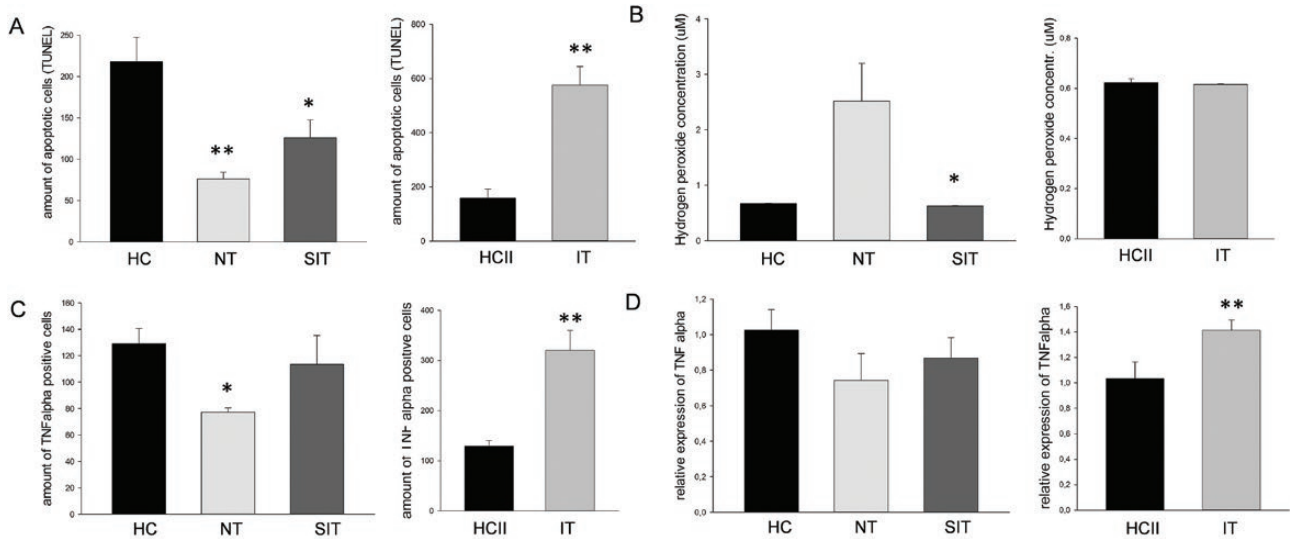 A
amount of apoptotic cells (TUNEL)
250
200
150
100
50
0
**
*
HC NT SIT
amount of apoptotic cells (TUNEL)
800
600
400
200
0
**
HCII IT
B
Hydrogen peroxide concentration (uM)
4
3
2
1
0
*
HC NT SIT
Hydrogen peroxide concentr. (uM)
0,8
0,6
0,4
0,2
0,0
HCII IT
C
amount of TNFalpha positive cells
180
160
140
120
100
80
60
40
20
0
*
HC NT SIT
amount of TNF alpha positive cells
400
300
200
100
0
**
HCII IT
D
relative expression of TNF alpha
1,2
1,0
0,8
0,6
0,4
0,2
0,0
HC NT SIT
relative expression of TNFalpha
1,6
1,4
1,2
1,0
0,8
0,6
0,4
0,2
0,0
**
HCII IT